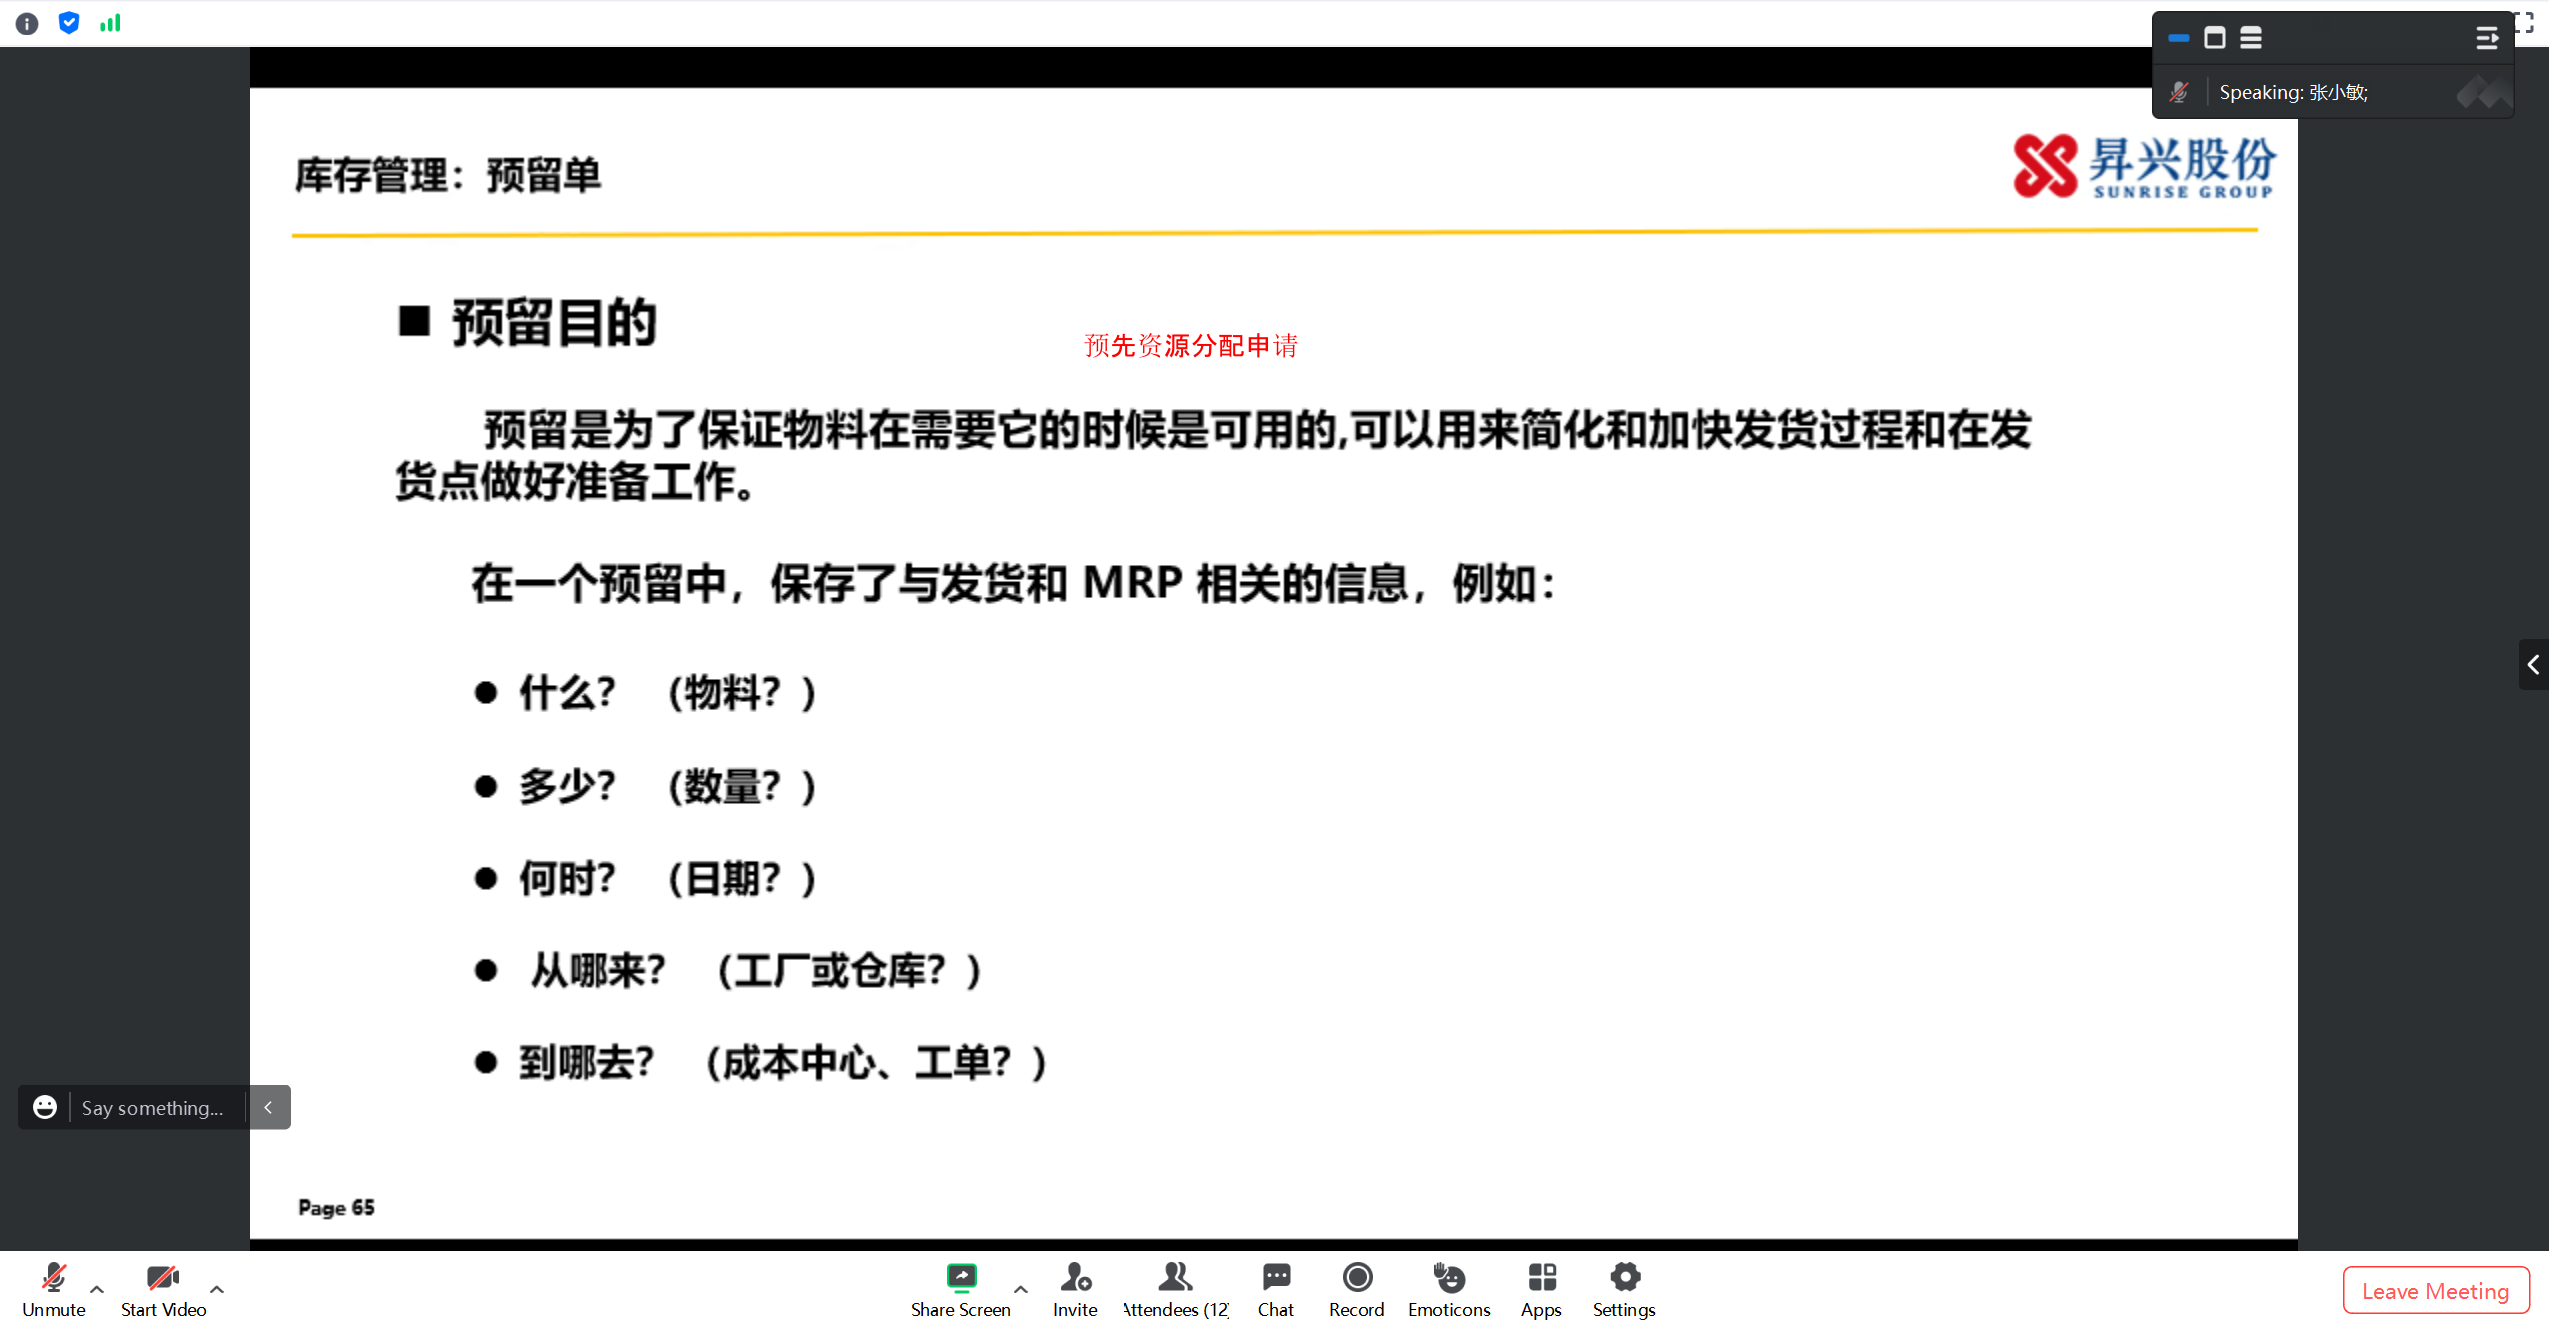 Speaking: 张小敏;
库存管理：预留单
昇兴股份
SUNRISE GROUP
■ 预留目的
预先资源分配申请
预留是为了保证物料在需要它的时候是可用的,可以用来简化和加快发货过程和在发
货点做好准备工作。
在一个预留中，保存了与发货和 MRP 相关的信息，例如：
● 什么？ （物料？）
● 多少？ （数量？）
● 何时？ （日期？）
● 从哪来？ （工厂或仓库？）
● 到哪去？ （成本中心、工单？）
Say something...
Page 65
Unmute
Start Video
Share Screen
Invite
Attendees (12)
Chat
Record
Emoticons
Apps
Settings
Leave Meeting